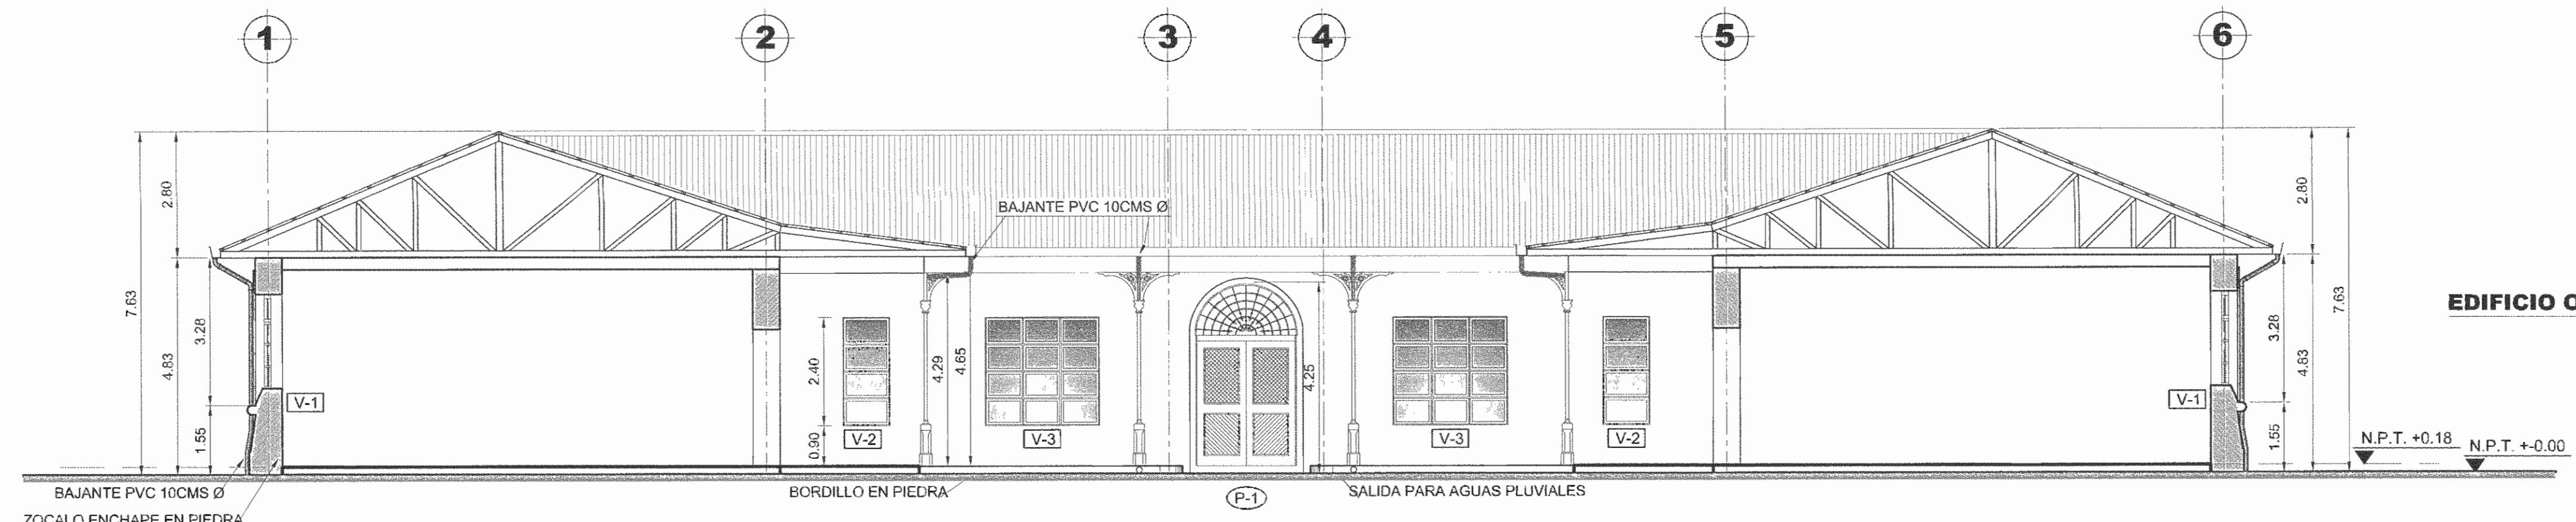 1 2 3 4 5 6
BAJANTE PVC 10CMS Ø
2.80
2.80
7.63
4.83
3.28
1.55
2.40
0.90
4.29
4.65
4.25
3.28
4.83
7.63
1.55
EDIFICIO
V-1
V-2
V-3
V-3
V-2
V-1
N.P.T. +0.18
N.P.T. +-0.00
BAJANTE PVC 10CMS Ø
BORDILLO EN PIEDRA
P-1
SALIDA PARA AGUAS PLUVIALES
ZOCALO ENCHAPE EN PIEDRA